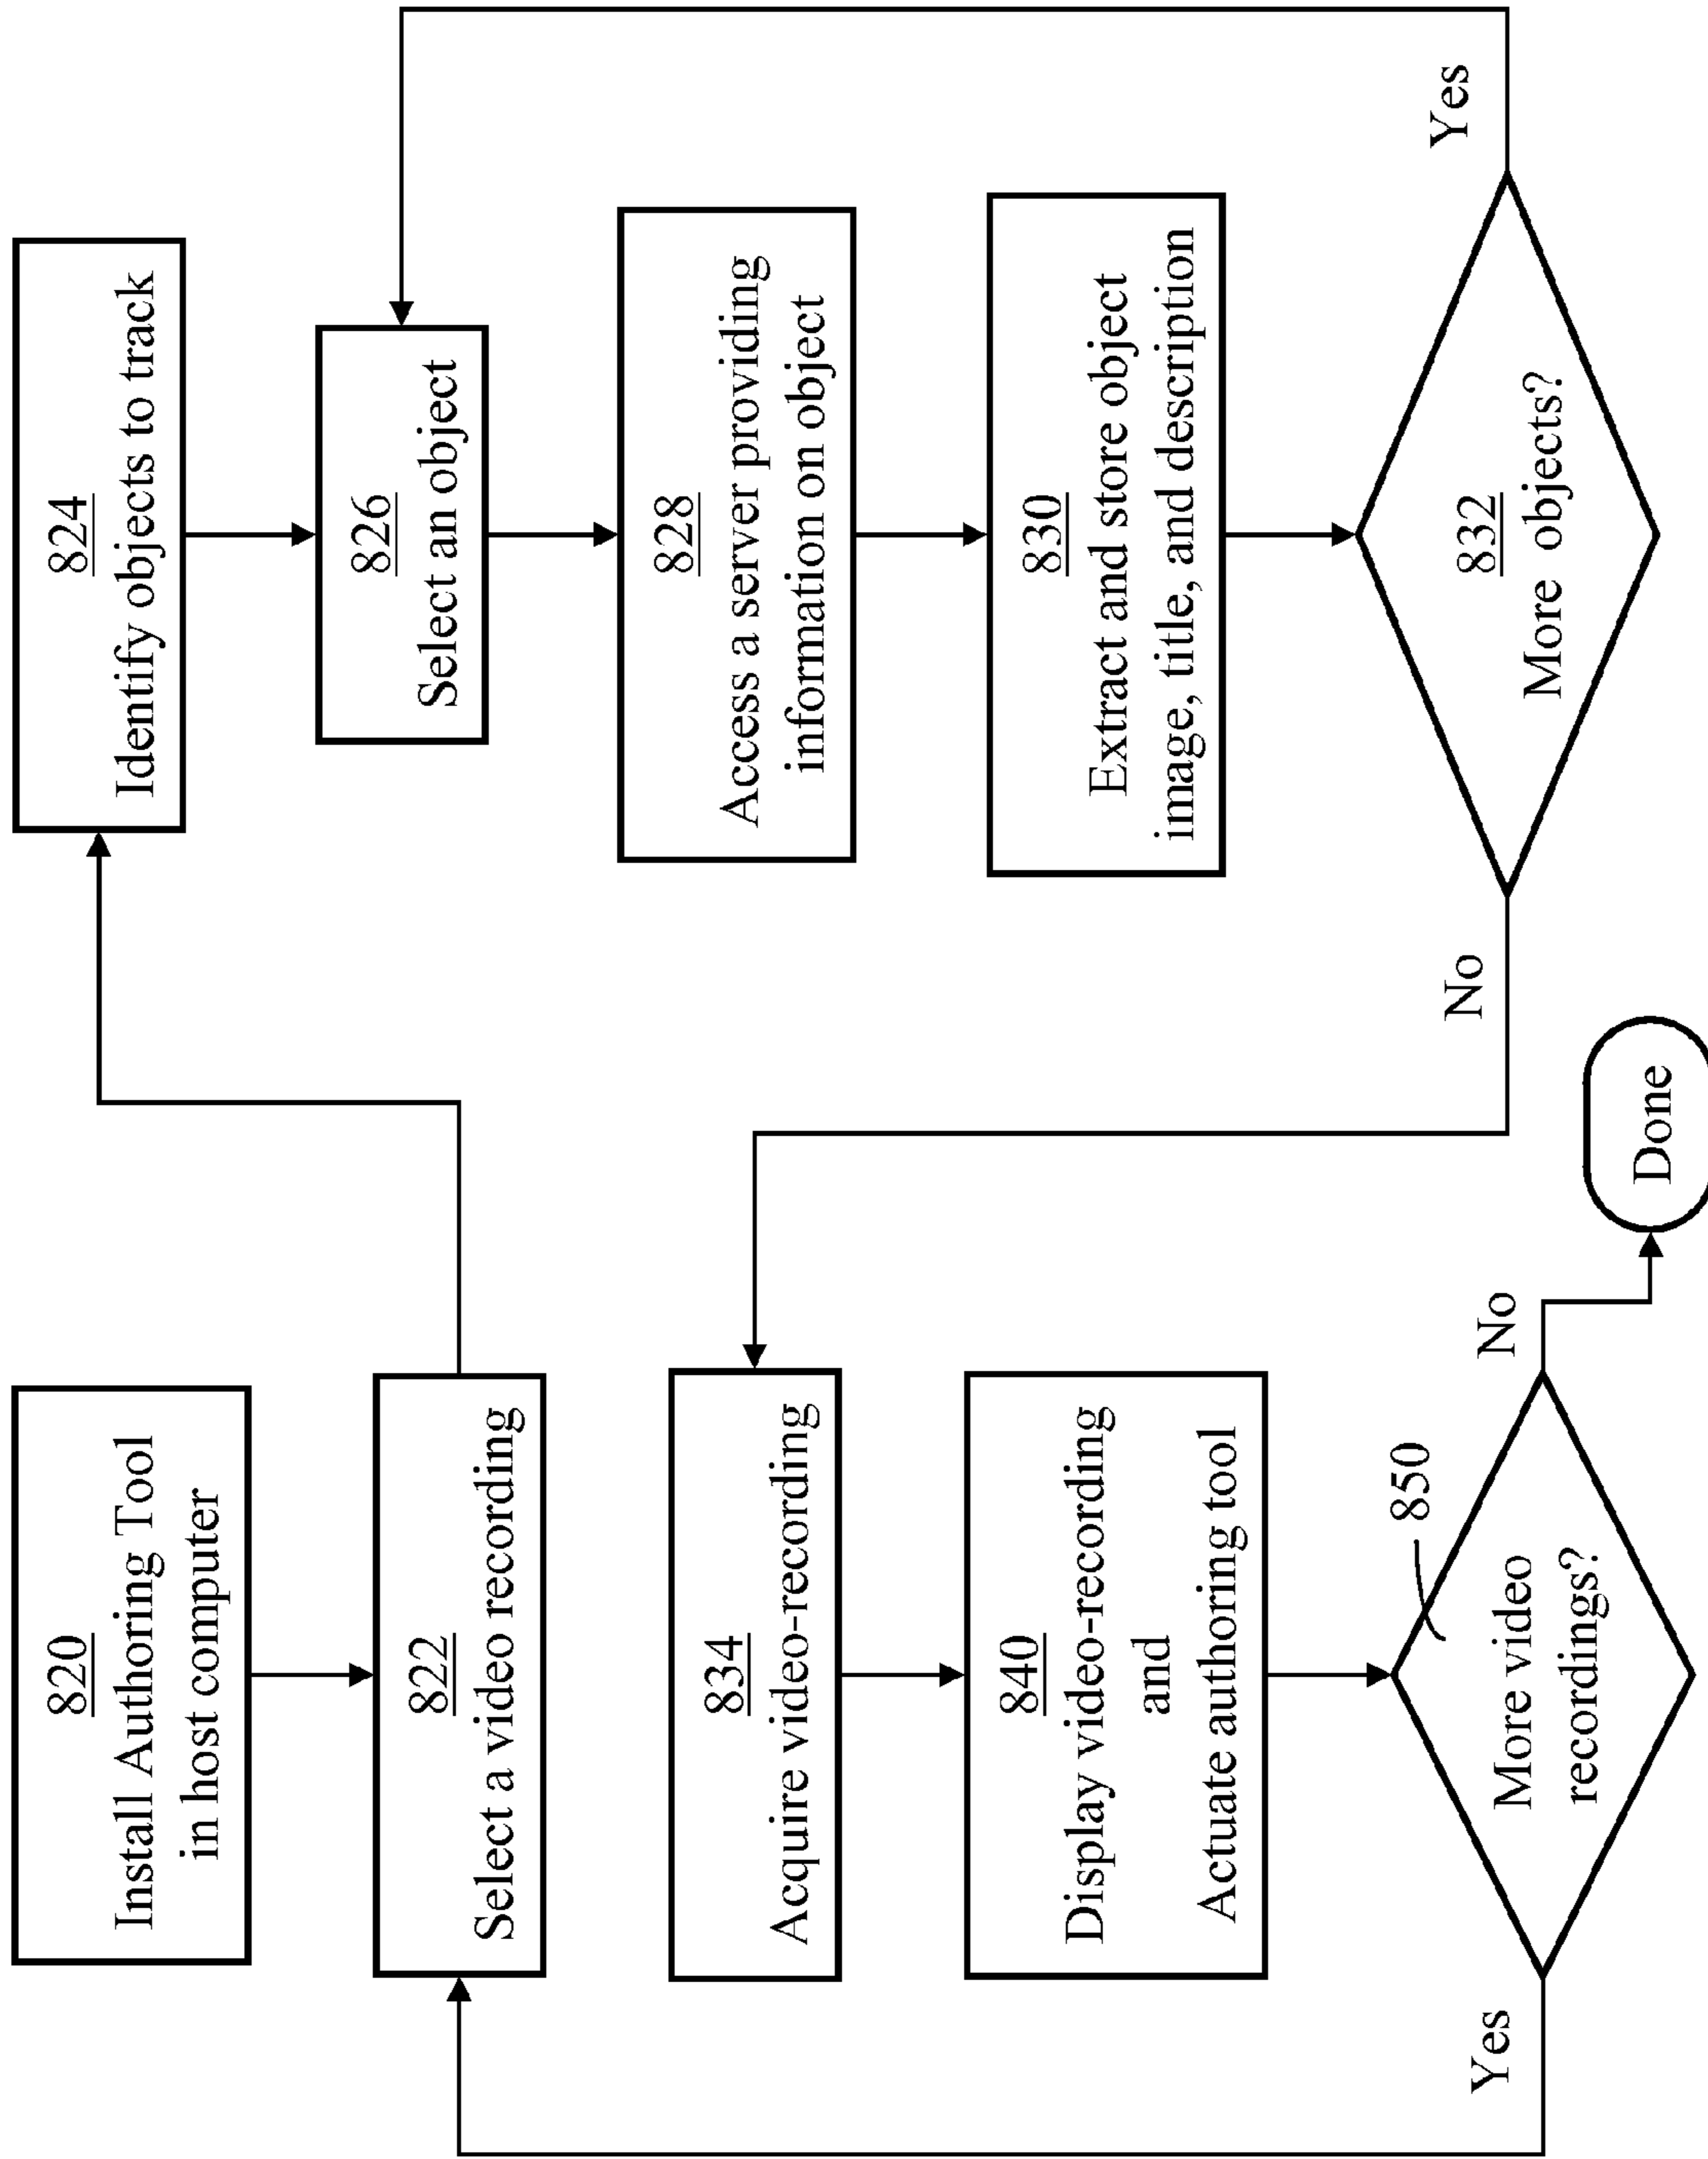 820
Install Authoring Tool
in host computer
822
Select a video recording
824
Identify objects to track
826
Select an object
828
Access a server providing
information on object
830
Extract and store object
image, title, and description
832
More objects?
Yes
No
834
Acquire video-recording
840
Display video-recording
and
Actuate authoring tool
850
More video
recordings?
Yes
No
Done